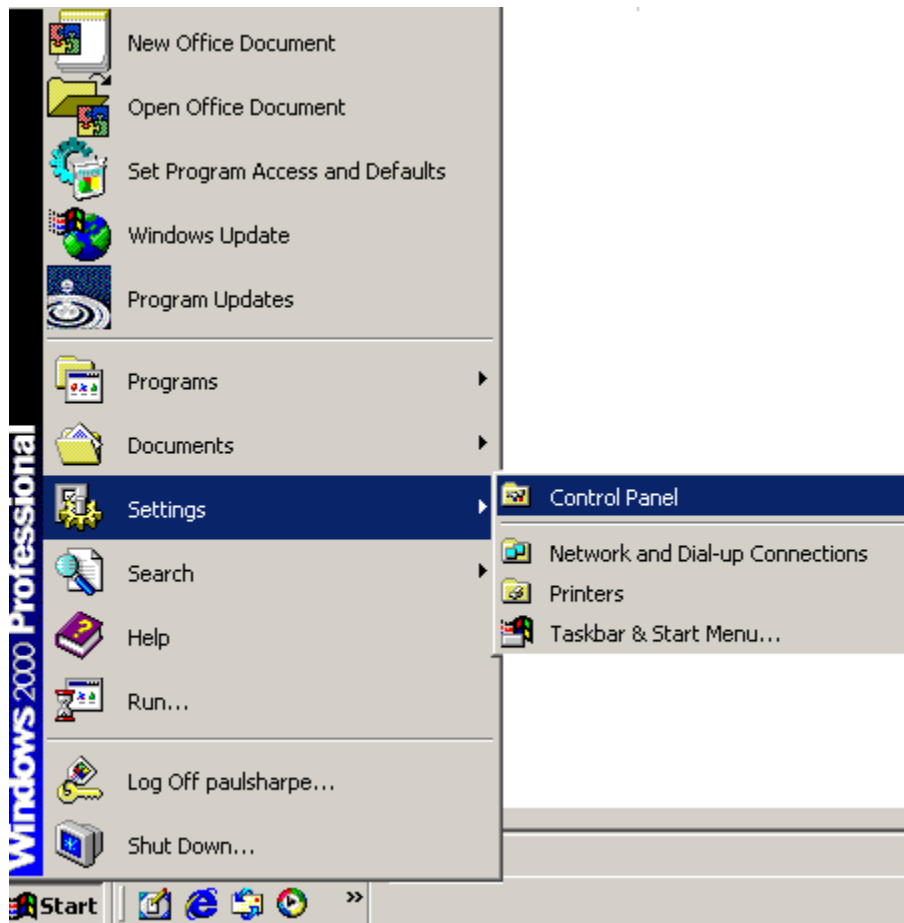 New Office Document
Open Office Document
Set Program Access and Defaults
Windows Update
Program Updates
Programs
Documents
Settings
Search
Help
Run...
Log Off paulsharpe...
Shut Down...
Control Panel
Network and Dial-up Connections
Printers
Taskbar & Start Menu...
Windows 2000 Professional
Start
»